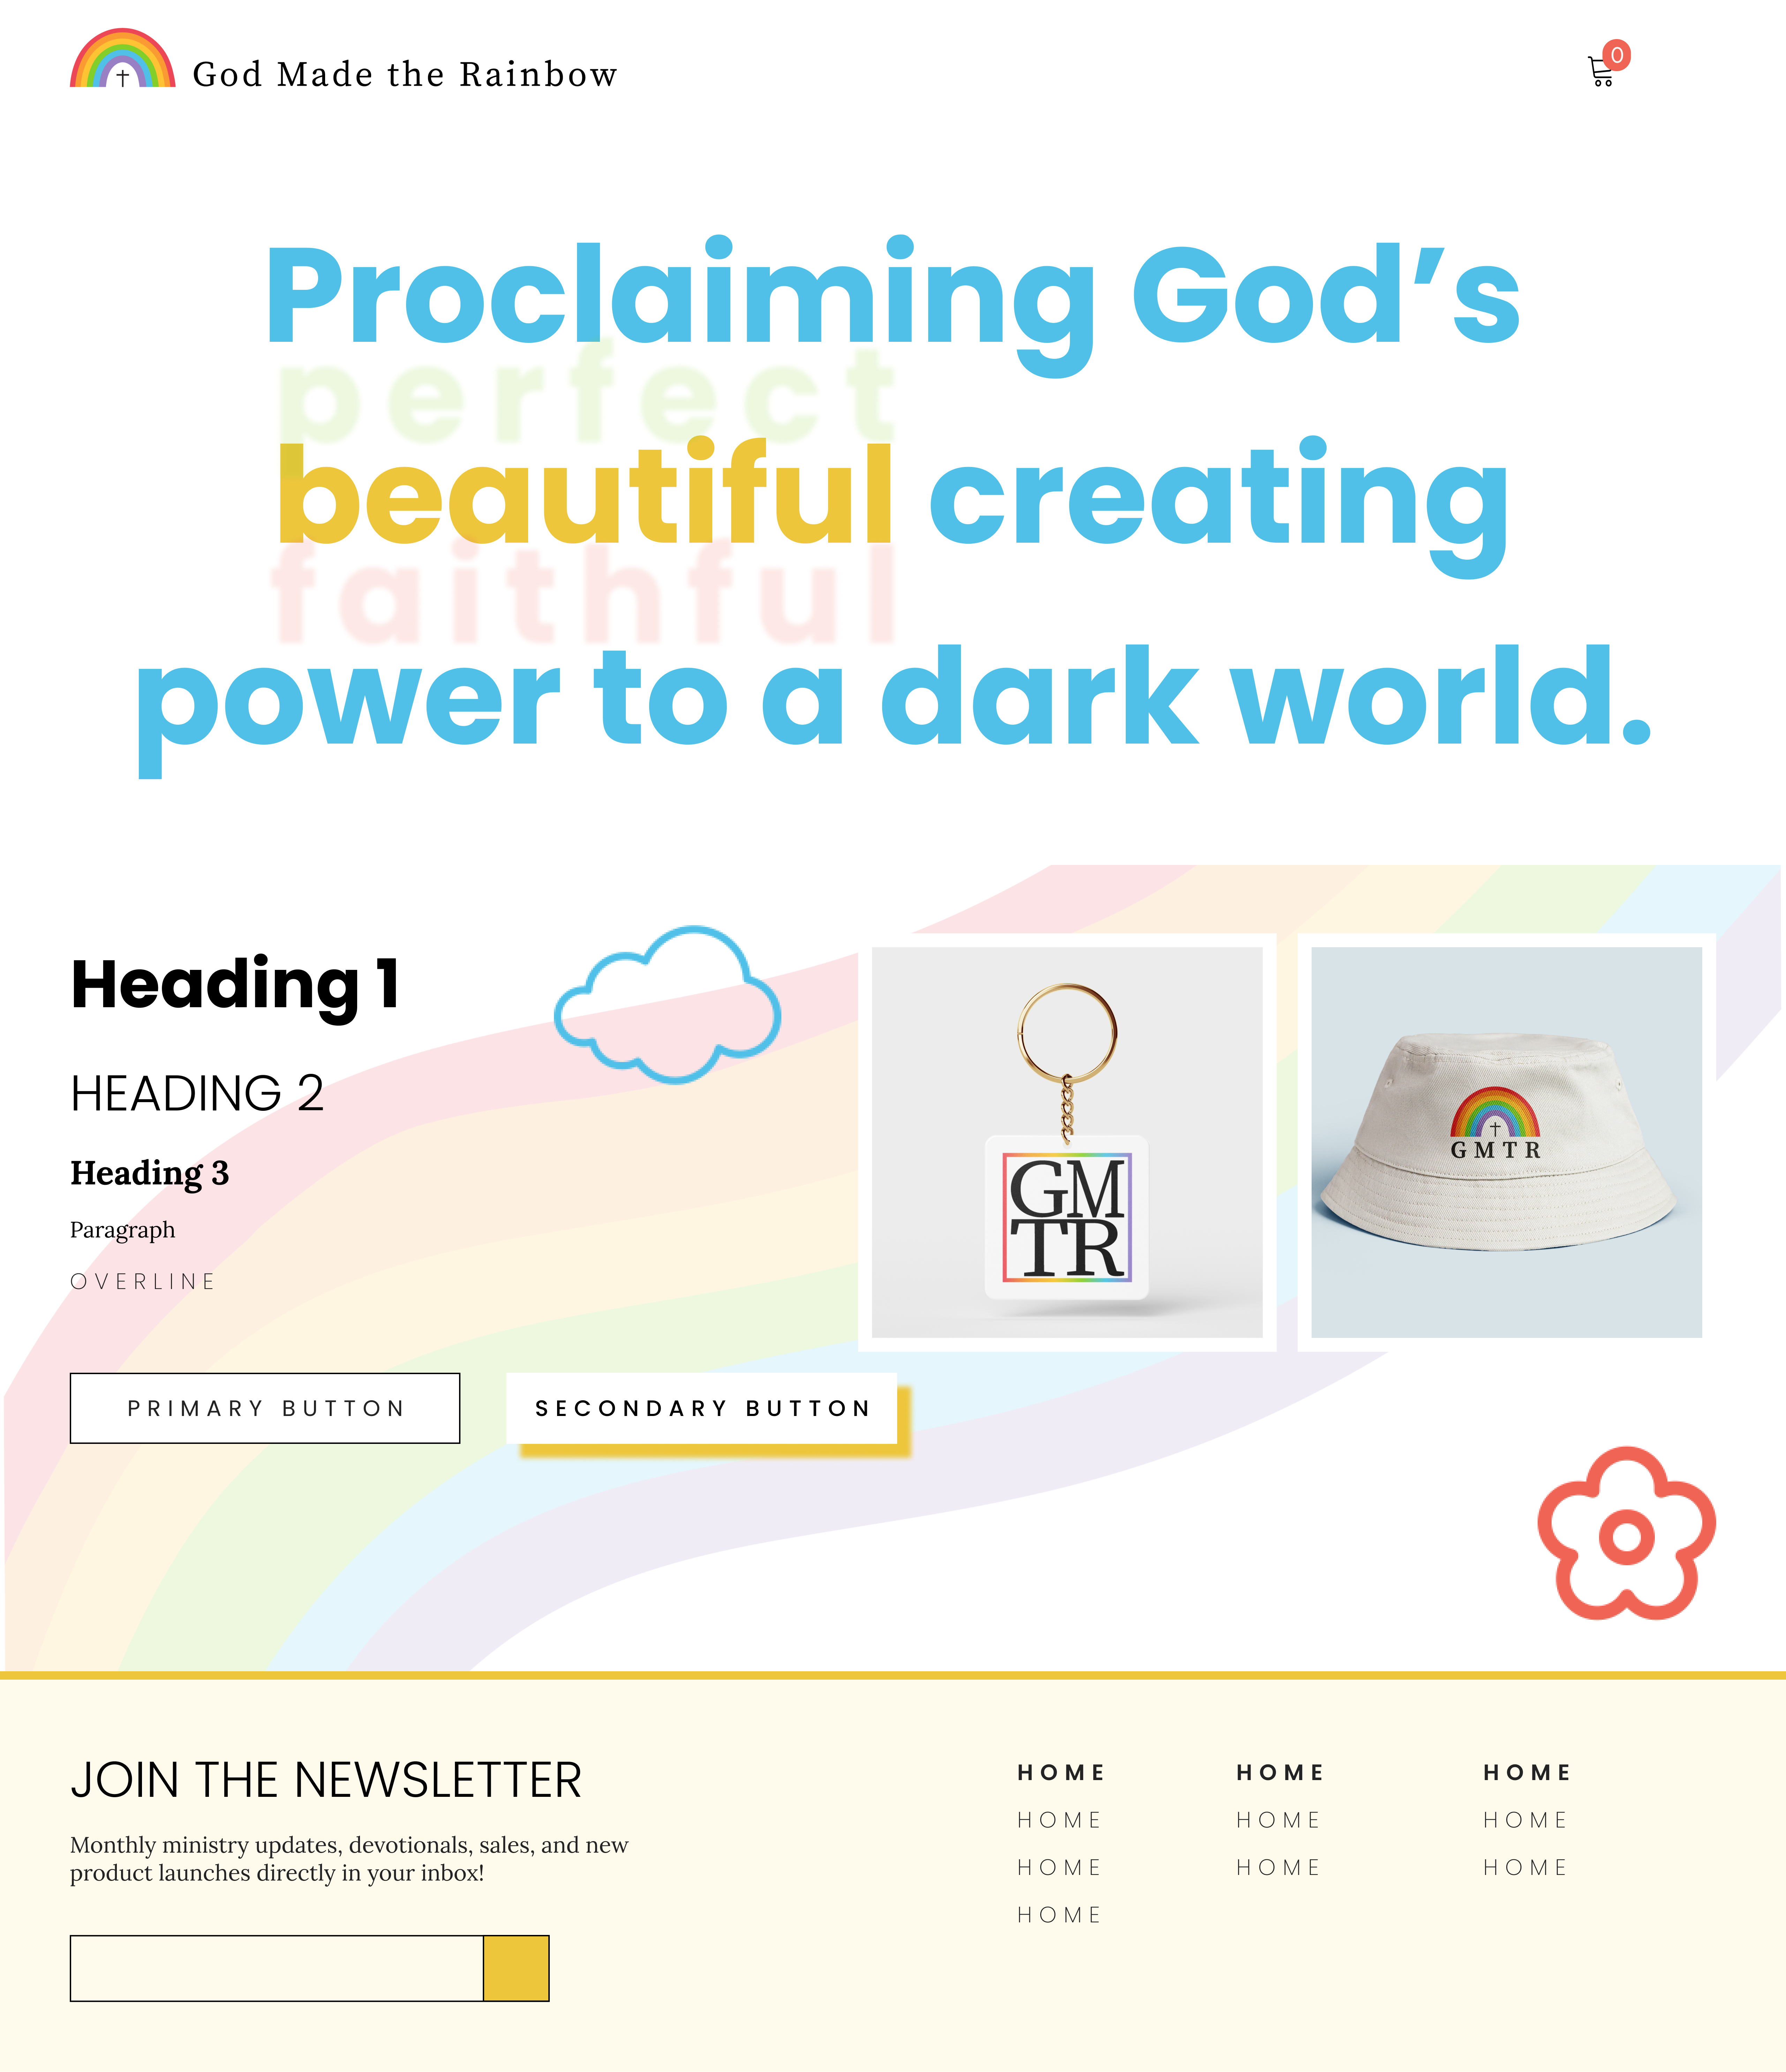 God Made the Rainbow
0
Proclaiming God’s
perfect
beautiful creating
faithful
power to a dark world.
Heading 1
HEADING 2
Heading 3
Paragraph
OVERLINE
PRIMARY BUTTON
SECONDARY BUTTON
GM
TR
GMTR
JOIN THE NEWSLETTER
Monthly ministry updates, devotionals, sales, and new
product launches directly in your inbox!
HOME HOME HOME
HOME HOME HOME
HOME HOME HOME
HOME